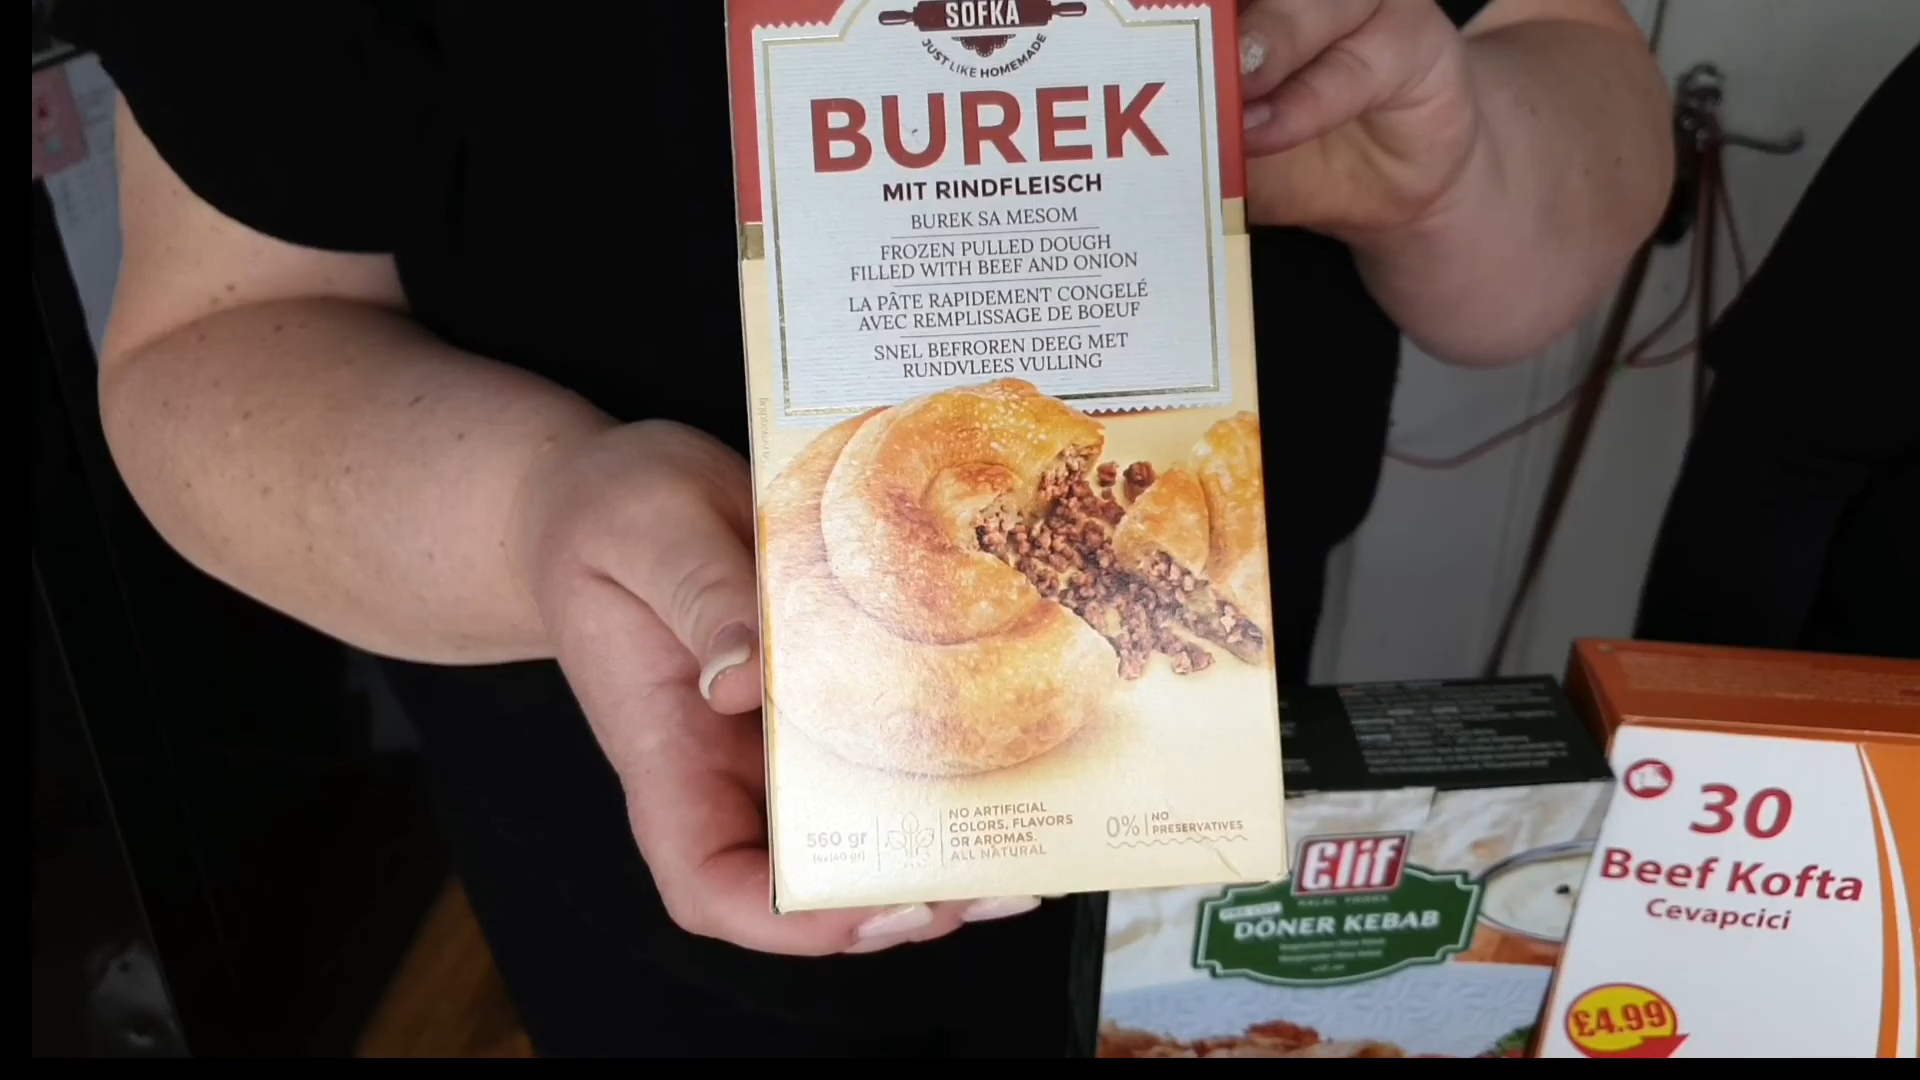 SOFKA
JUST LIKE HOMEMADE
BUREK
MIT RINDFLEISCH
BUREK SA MESOM
FROZEN PULLED DOUGH
FILLED WITH BEEF AND ONION
LA PÂTE RAPIDEMENT CONGELÉ
AVEC REMPLISSAGE DE BOEUF
SNEL BEFROREN DEEG MET
RUNDVLEES VULLING
560 gr
NO ARTIFICIAL
COLORS, FLAVORS
OR AROMAS.
ALL NATURAL
0%
NO
PRESERVATIVES
Elif
HALAL FOODS
DÖNER KEBAB
30
Beef Kofta
Cevapcici
£4.99